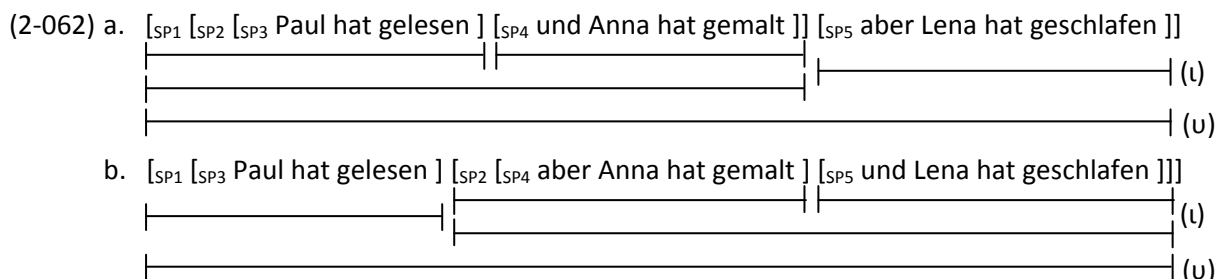 (2-062) a. [SP1 [SP2 [SP3 Paul hat gelesen ] [SP4 und Anna hat gemalt ]] [SP5 aber Lena hat geschlafen ]]
(ι)
(υ)
b. [SP1 [SP3 Paul hat gelesen ] [SP2 [SP4 aber Anna hat gemalt ] [SP5 und Lena hat geschlafen ]]]
(ι)
(υ)